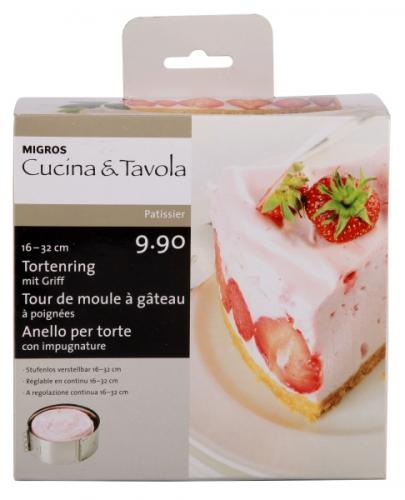 MIGROS
Cucina & Tavola
Patissier
16–32 cm 9.90
Tortenring
mit Griff
Tour de moule à gâteau
à poignées
Anello per torte
con impugnature
· Stufenlos verstellbar 16–32 cm
· Réglable en continu 16–32 cm
· A regolazione continua 16–32 cm